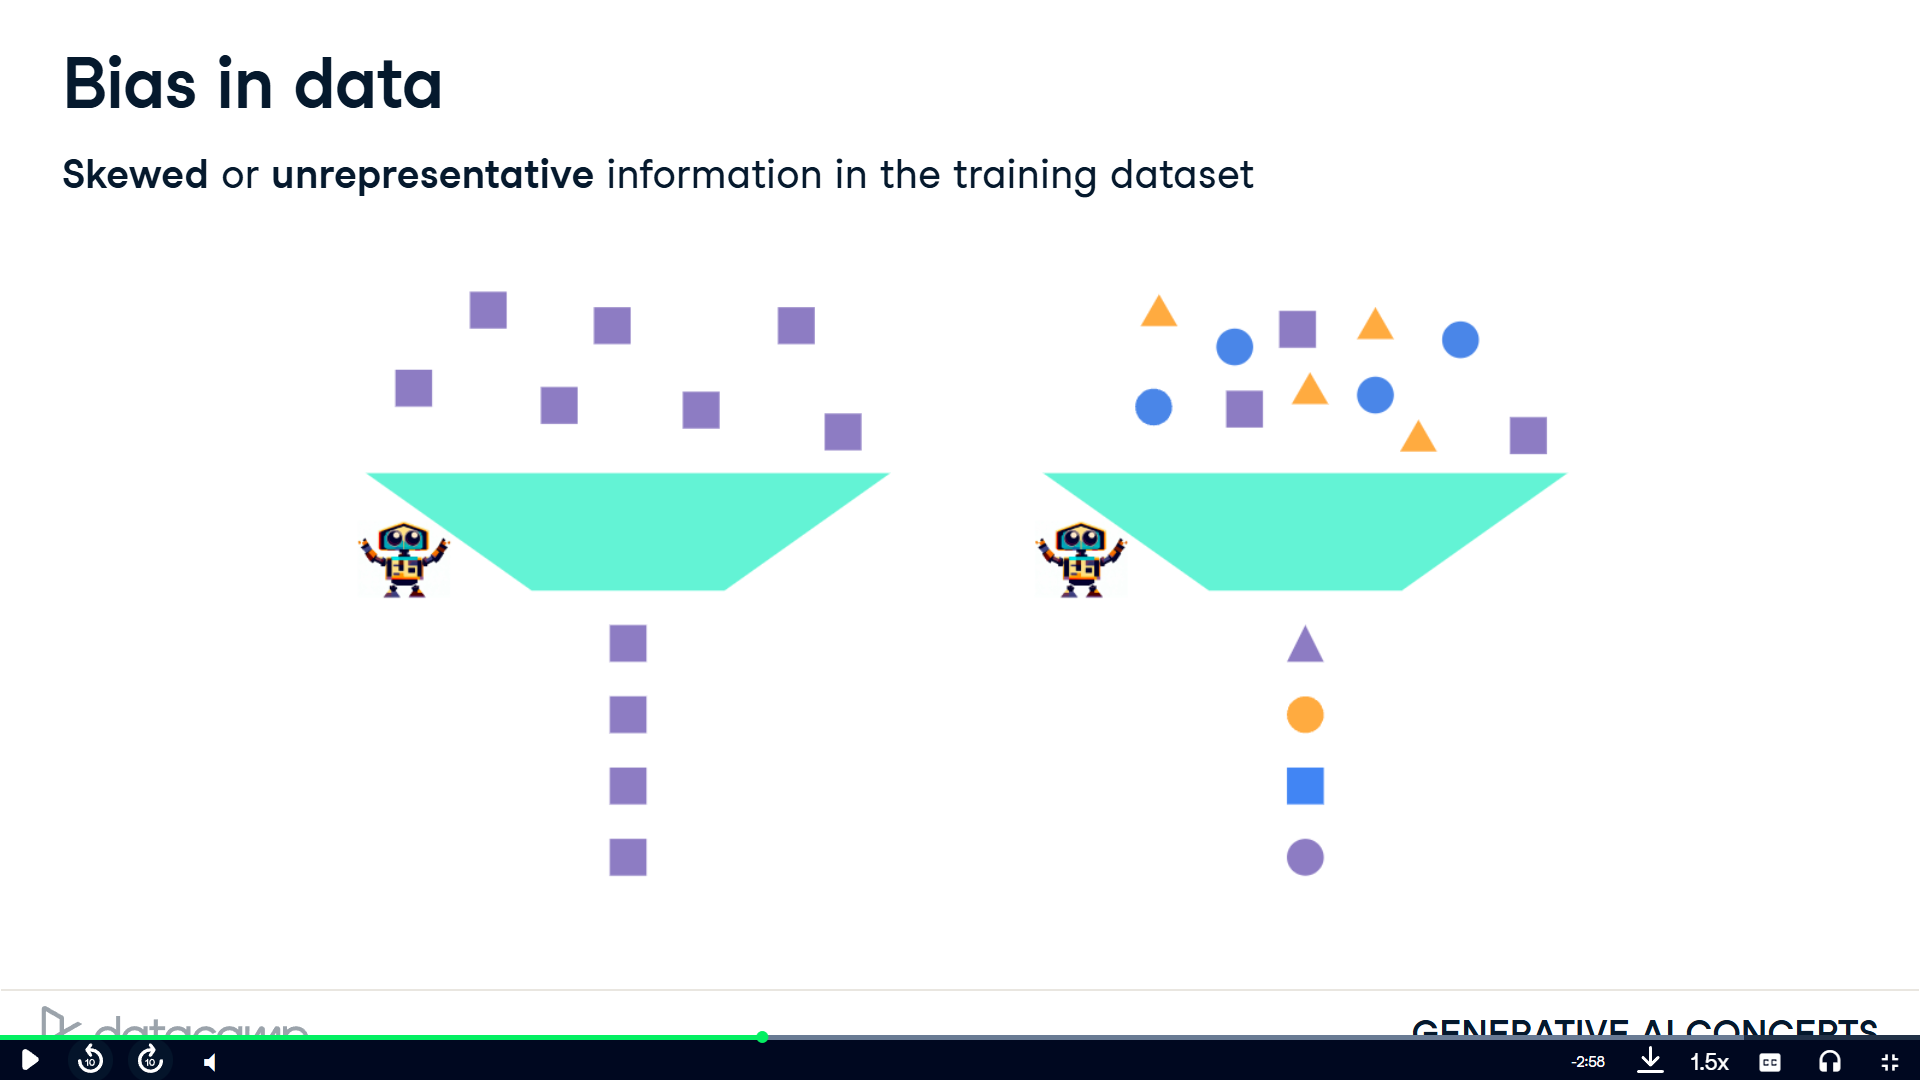 Bias in data
Skewed or unrepresentative information in the training dataset
datacamp
GENERATIVE AI CONCEPTS
10
10
-2:58
1.5x
CC